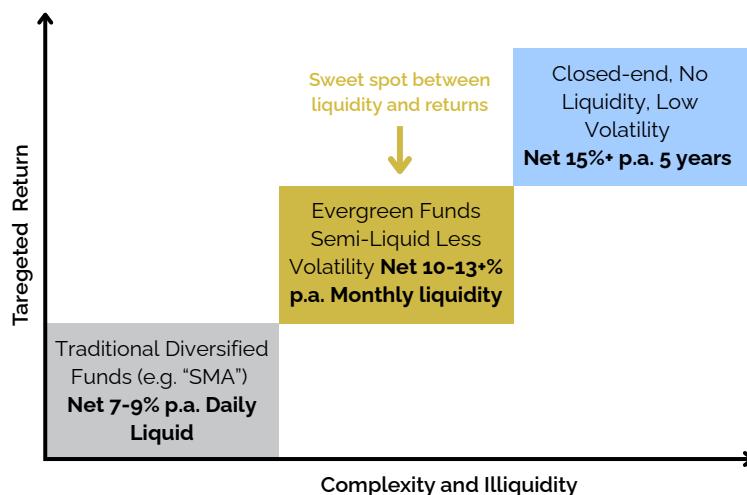 Sweet spot between
liquidity and returns
Closed-end, No
Liquidity, Low
Volatility
Net 15%+ p.a. 5 years
Evergreen Funds
Semi-Liquid Less
Volatility Net 10-13+%
p.a. Monthly liquidity
Traditional Diversified
Funds (e.g. “SMA”)
Net 7-9% p.a. Daily
Liquid
Taregeted Return
Complexity and Illiquidity